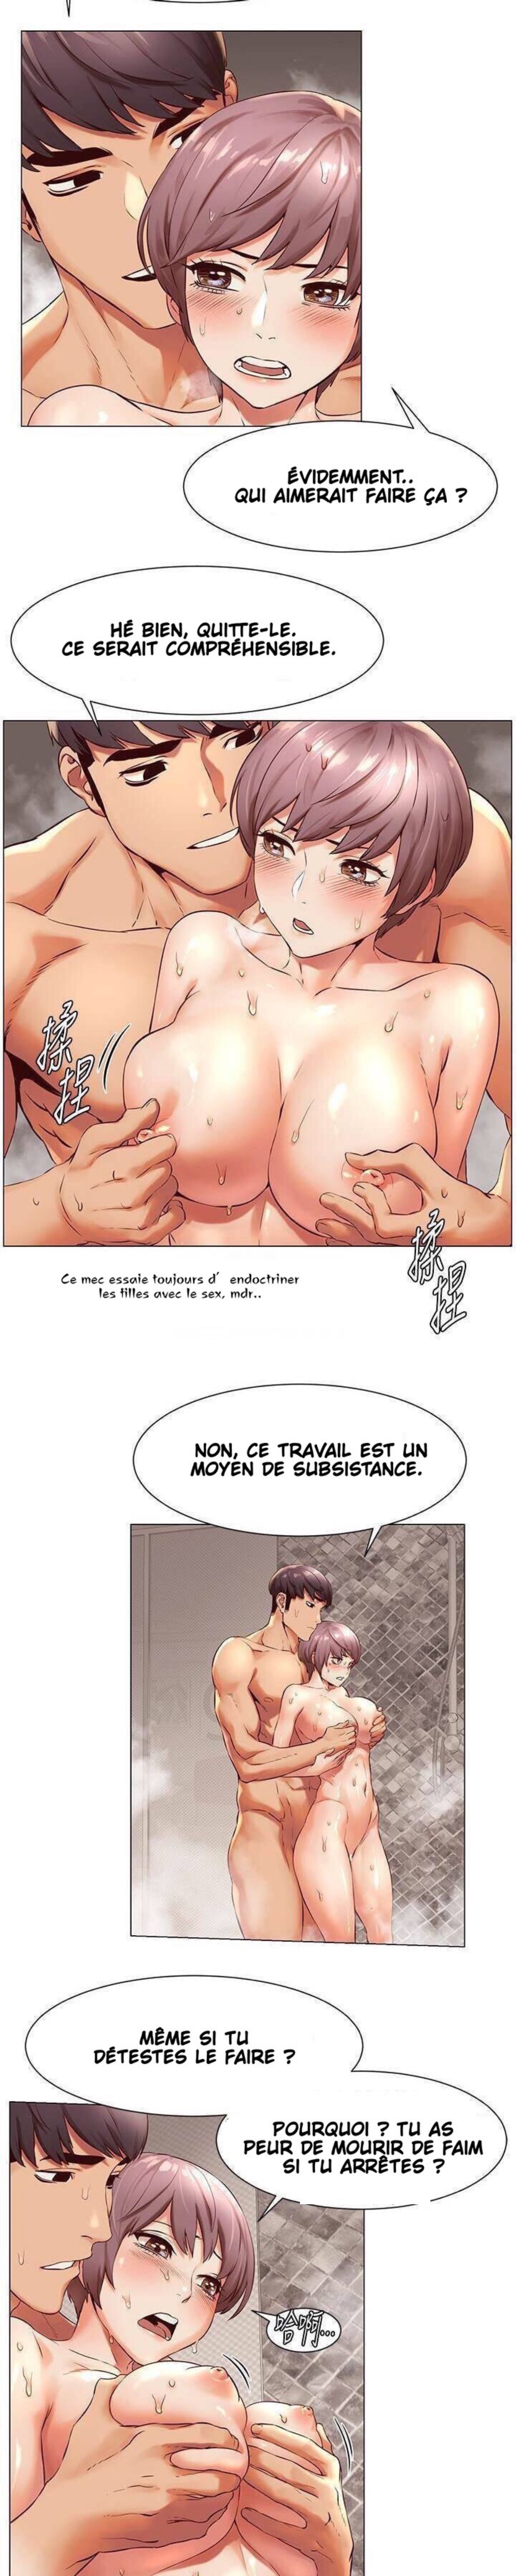 ÉVIDEMMENT..
QUI AIMERAIT FAIRE ÇA ?
HÉ BIEN, QUITTE-LE.
CE SERAIT COMPRÉHENSIBLE.
揉
捏
揉
捏
Ce mec essaie toujours d' endoctriner
les filles avec le sex, mdr..
NON, CE TRAVAIL EST UN
MOYEN DE SUBSISTANCE.
MÊME SI TU
DÉTESTES LE FAIRE ?
POURQUOI ? TU AS
PEUR DE MOURIR DE FAIM
SI TU ARRÊTES ?
哈啊...